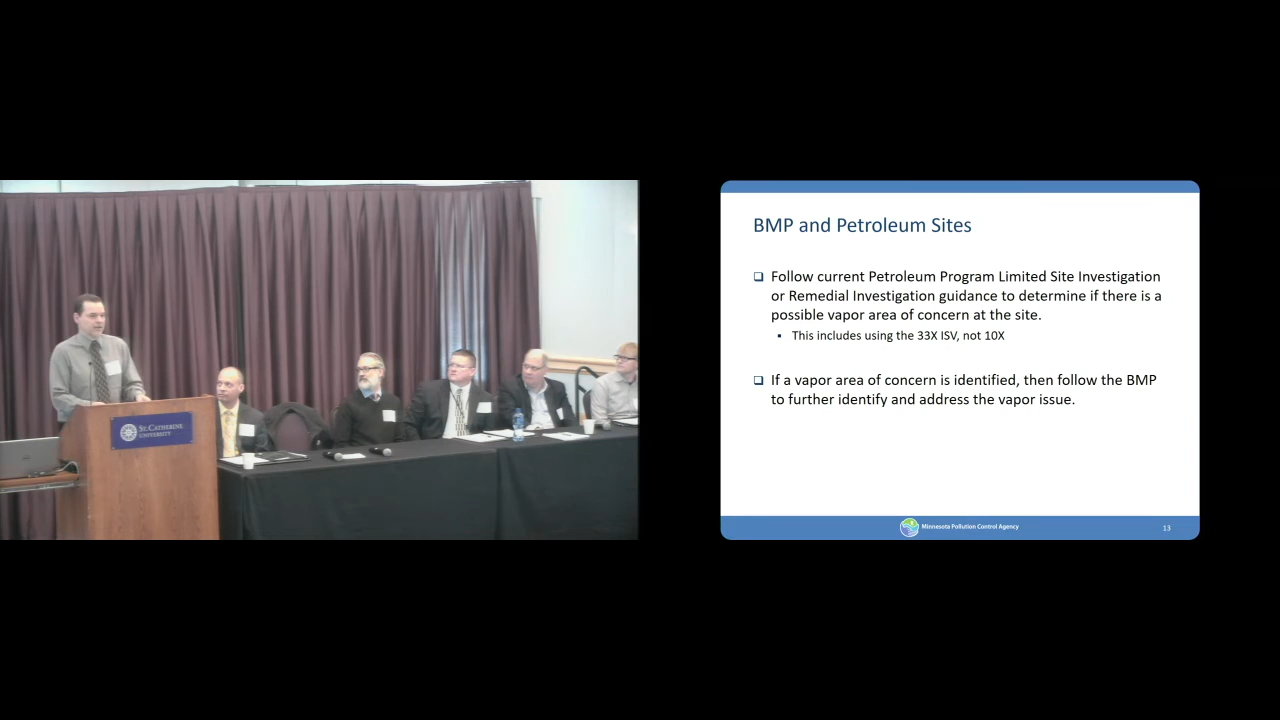 St. Catherine
University
BMP and Petroleum Sites
Follow current Petroleum Program Limited Site Investigation
or Remedial Investigation guidance to determine if there is a
possible vapor area of concern at the site.
This includes using the 33X ISV, not 10X
If a vapor area of concern is identified, then follow the BMP
to further identify and address the vapor issue.
Minnesota Pollution Control Agency
13